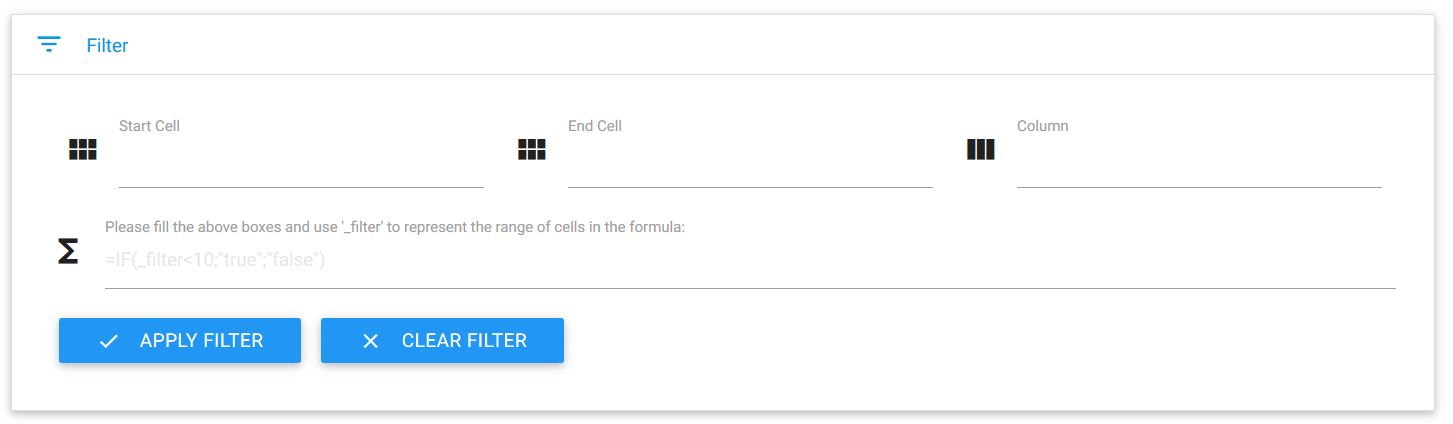 Filter
Start Cell
End Cell
Column
Please fill the above boxes and use '_filter' to represent the range of cells in the formula:
=IF(_filter<10;"true";"false")
APPLY FILTER
CLEAR FILTER